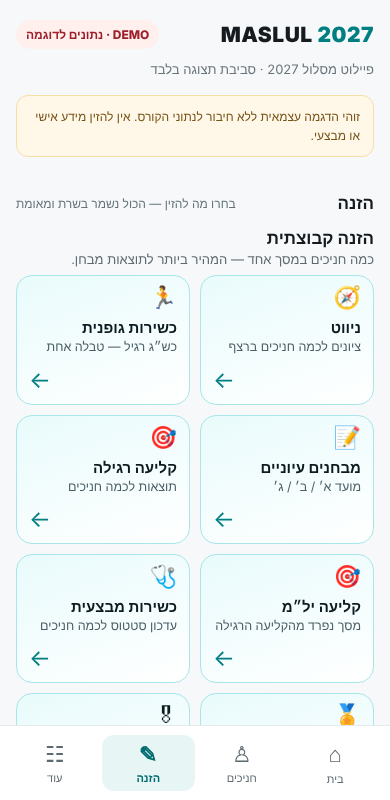 MASLUL 2027
DEMO · נתונים לדוגמה
פיילוט מסלול 2027 · סביבת תצוגה בלבד
זוהי הדגמה עצמאית ללא חיבור לנתוני הקורס. אין להזין מידע אישי
או מבצעי.
הזנה
בחרו מה להזין — הכול נשמר בשרת ומאומת
הזנה קבוצתית
כמה חניכים במסך אחד — המהיר ביותר לתוצאות מבחן.
ניווט
ציונים לכמה חניכים ברצף
←
כשירות גופנית
כש״ג רגיל — טבלה אחת
←
מבחנים עיוניים
מועד א׳ / ב׳ / ג׳
←
קליעה רגילה
תוצאות לכמה חניכים
←
קליעה יל״מ
מסך נפרד מהקליעה הרגילה
←
כשירות מבצעית
עדכון סטטוס לכמה חניכים
←
בית
חניכים
הזנה
עוד